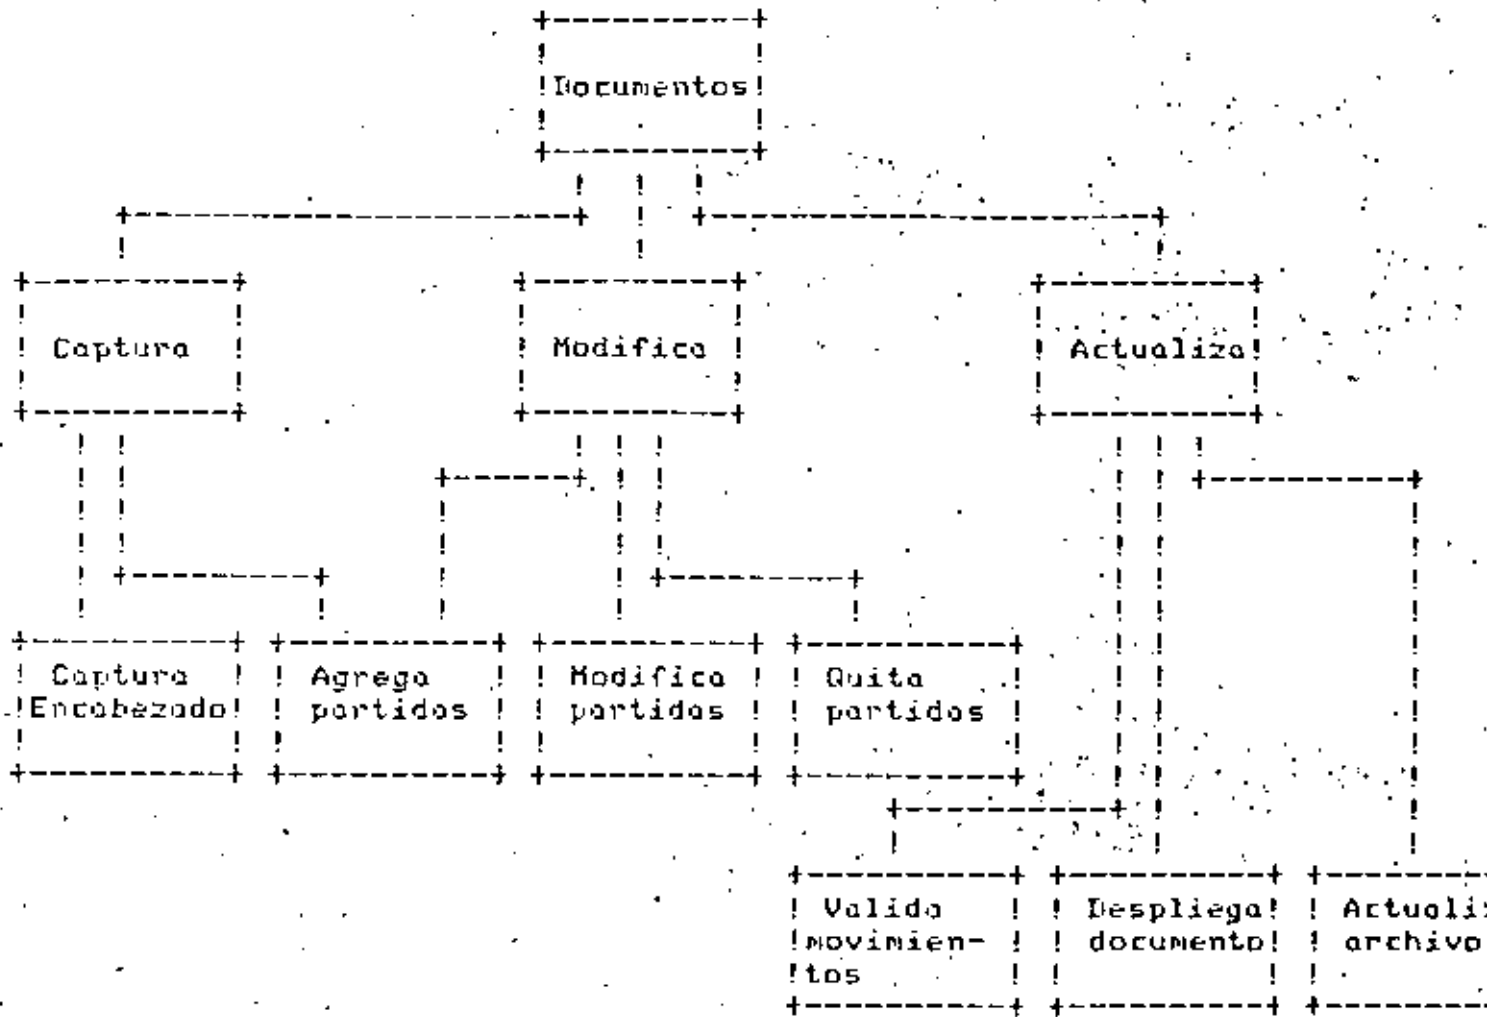 Documentos
Captura
Modifica
Actualiza
Captura
Encabezado
Agrega
partidas
Modifica
partidas
Quita
partidas
Valida
movimien-
tos
Despliega
documento
Actuali
archivo